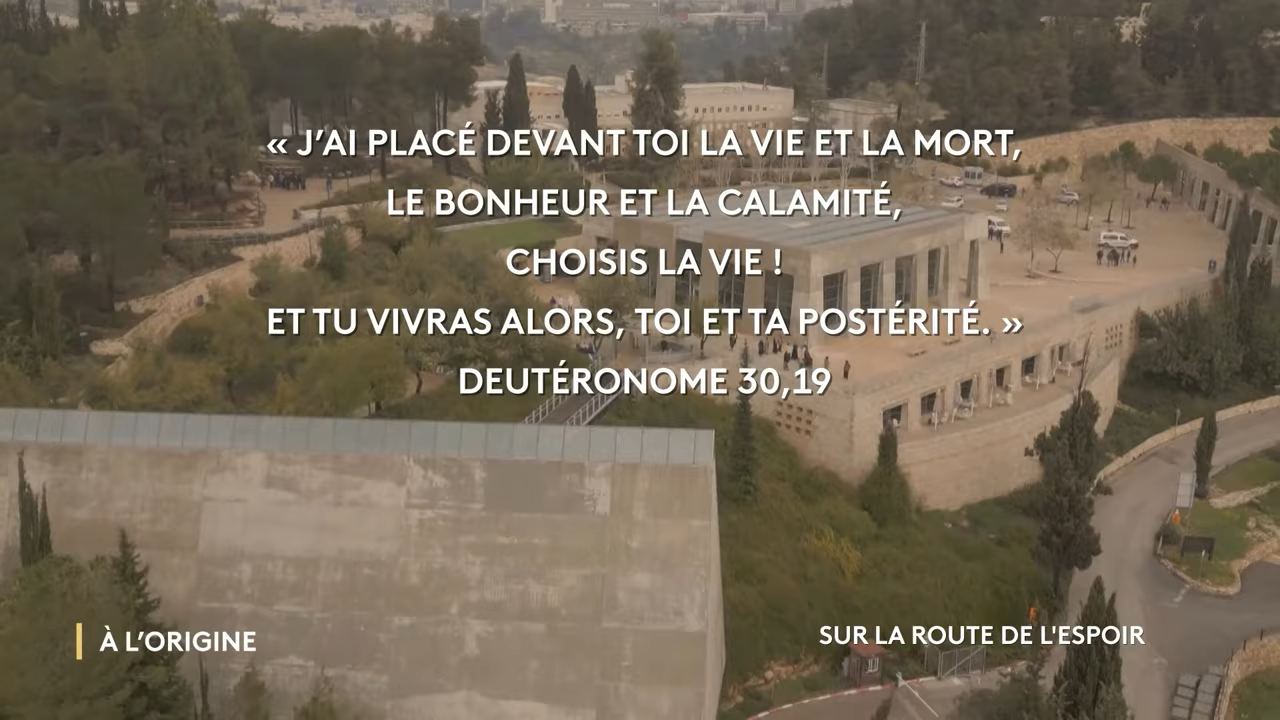 « J’AI PLACÉ DEVANT TOI LA VIE ET LA MORT,
LE BONHEUR ET LA CALAMITÉ,
CHOISIS LA VIE !
ET TU VIVRAS ALORS, TOI ET TA POSTÉRITÉ. »
DEUTÉRONOME 30,19
À L’ORIGINE
SUR LA ROUTE DE L'ESPOIR